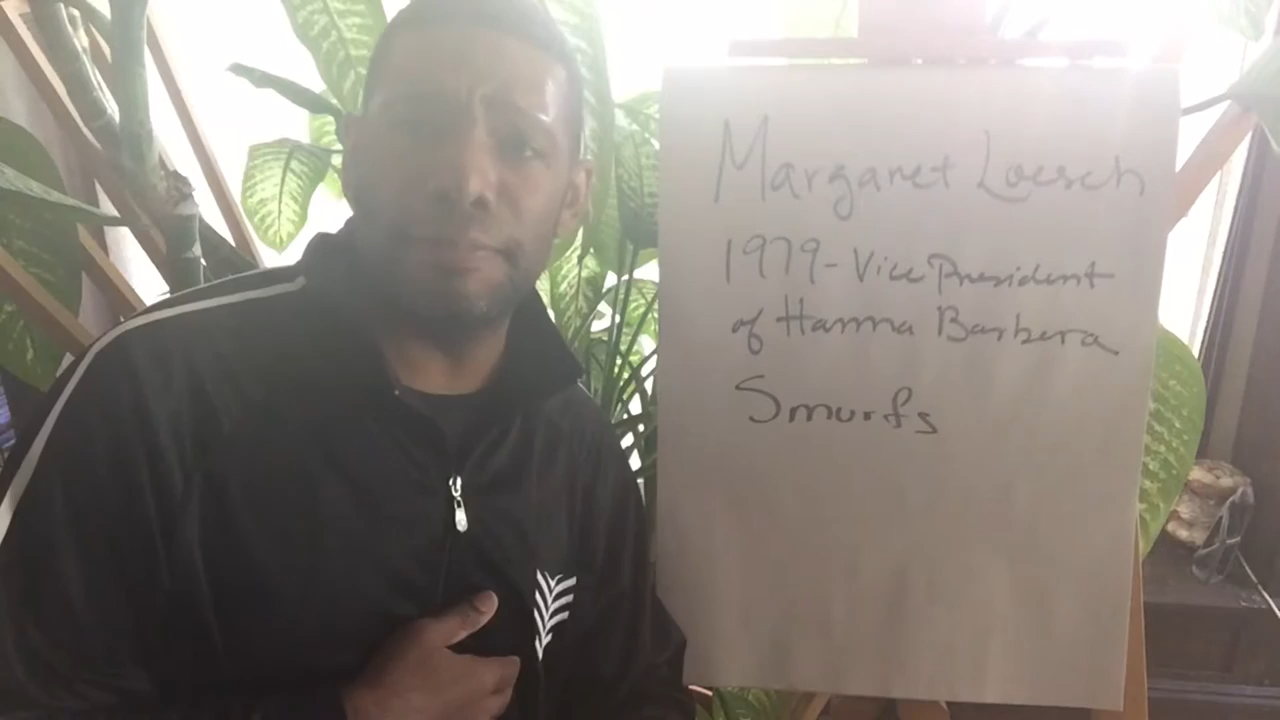 Margaret Loesch
1979-Vice President
of Hanna Barbera
Smurfs